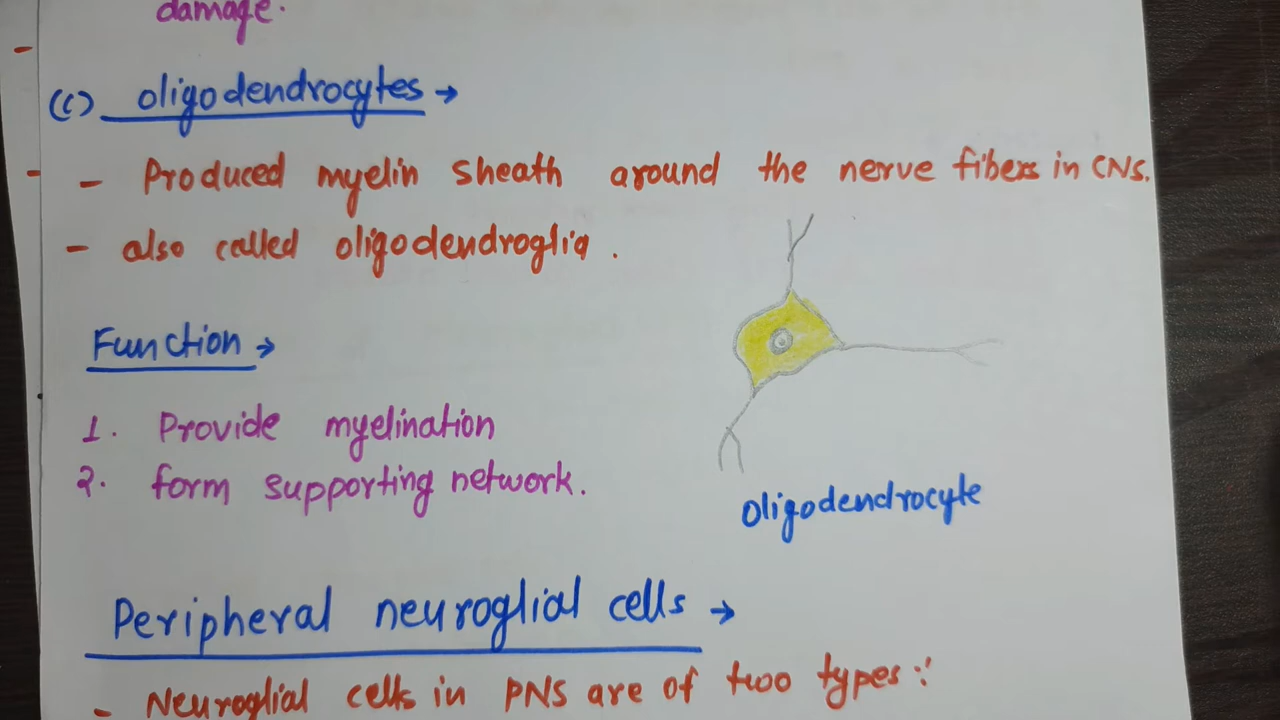 damage.
(c) oligodendrocytes →
- Produced myelin sheath around the nerve fibers in CNS.
- also called oligodendroglia.
Function →
1. Provide myelination
2. form supporting network.
Oligodendrocyte
Peripheral neuroglial cells →
- Neuroglial cells in PNS are of two types: